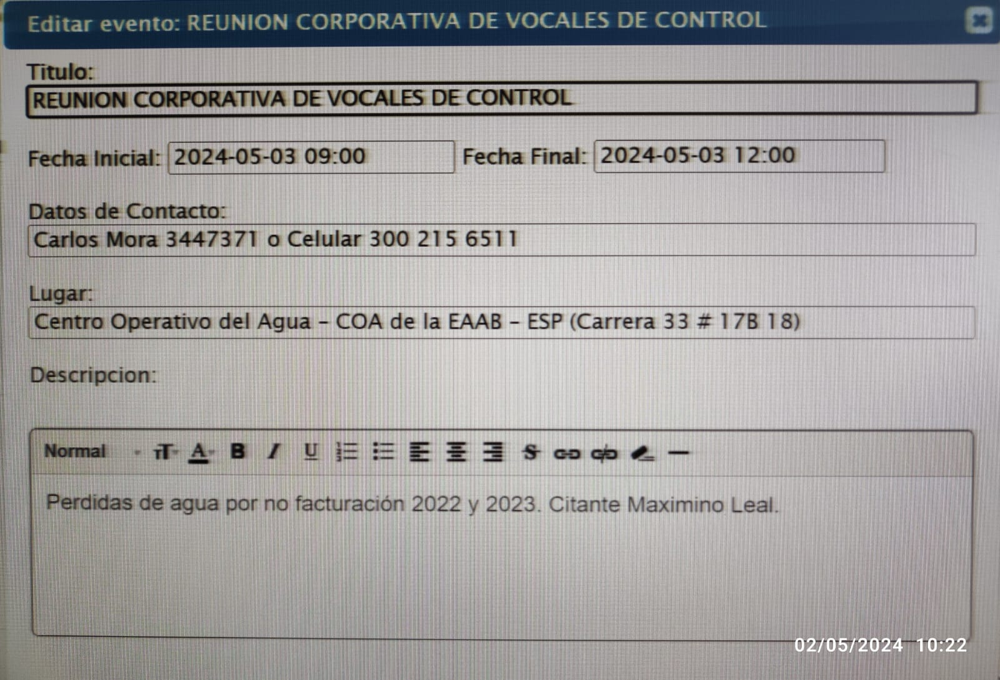 Editar evento: REUNION CORPORATIVA DE VOCALES DE CONTROL
Titulo:
REUNION CORPORATIVA DE VOCALES DE CONTROL
Fecha Inicial: 2024-05-03 09:00 Fecha Final: 2024-05-03 12:00
Datos de Contacto:
Carlos Mora 3447371 o Celular 300 215 6511
Lugar:
Centro Operativo del Agua - COA de la EAAB - ESP (Carrera 33 # 17B 18)
Descripcion:
Normal
Perdidas de agua por no facturación 2022 y 2023. Citante Maximino Leal.
02/05/2024 10:22